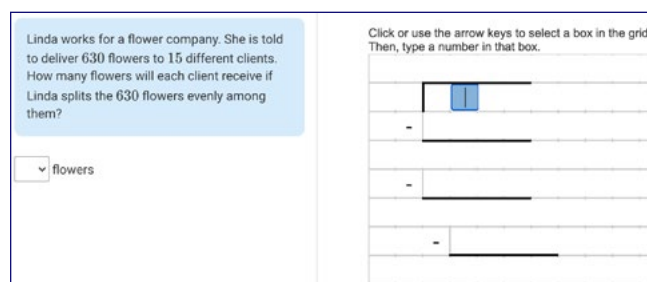 Linda works for a flower company. She is told
to deliver 630 flowers to 15 different clients.
How many flowers will each client receive if
Linda splits the 630 flowers evenly among
them?
flowers
Click or use the arrow keys to select a box in the grid
Then, type a number in that box.
-
-
-